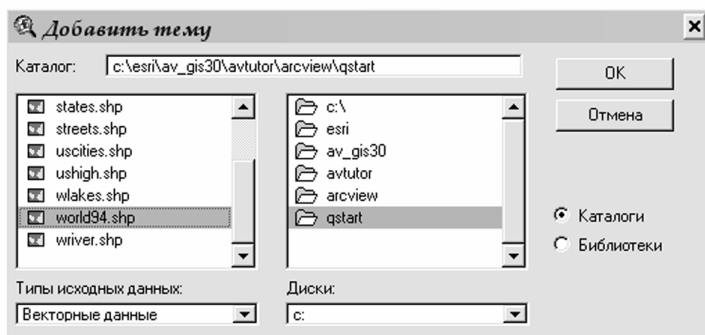 Добавить тему
Каталог: c:\esri\av_gis30\avtutor\arcview\qstart
OK
Отмена
states.shp
streets.shp
uscities.shp
ushigh.shp
wlakes.shp
world94.shp
wriver.shp
c:\
esri
av_gis30
avtutor
arcview
qstart
Каталоги
Библиотеки
Типы исходных данных:
Векторные данные
Диски:
c: